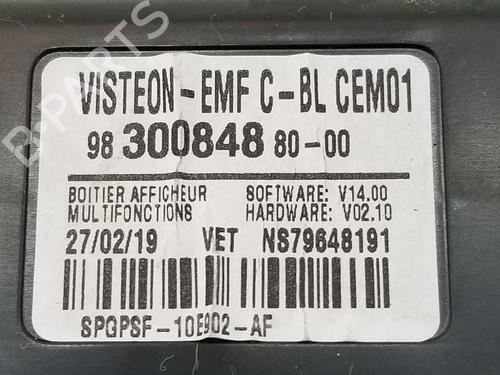 B-PARTS
VISTEON-EMF C-BL CEM01
98 300848 80-00
BOITIER AFFICHEUR SOFTWARE: V14.00
MULTIFONCTIONS HARDWARE: V02.10
27/02/19 VET NS79648191
SPGPSF-10E902-AF